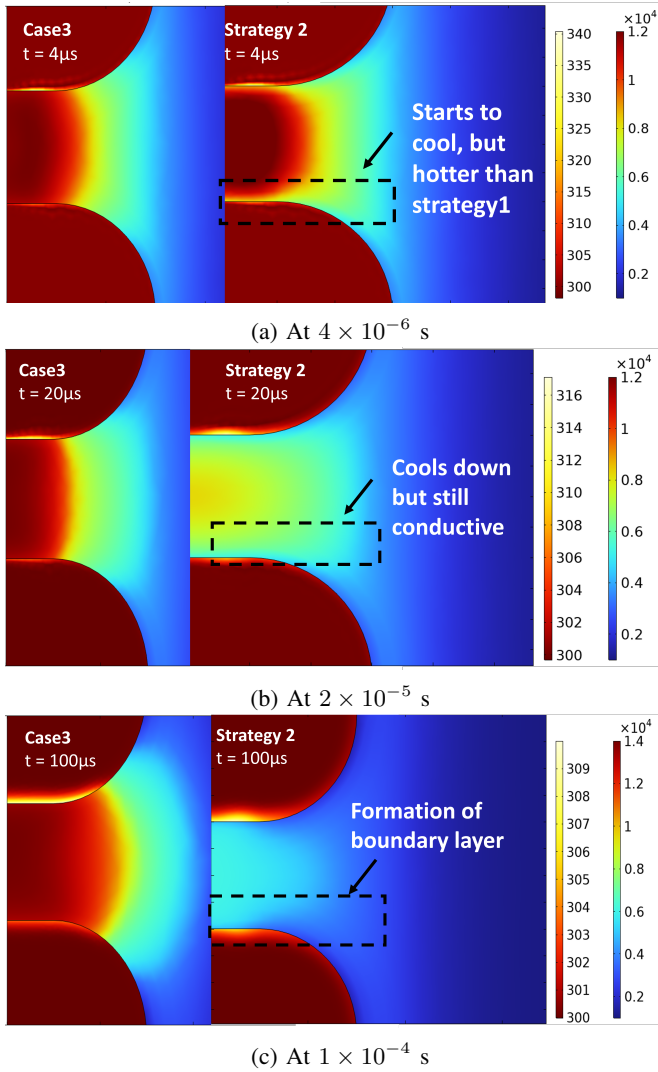 Case3
t = 4μs
Strategy 2
t = 4μs
Starts to
cool, but
hotter than
strategy1
340
335
330
325
320
315
310
305
300
×10⁴
1.2
1
0.8
0.6
0.4
0.2
(a) At 4 × 10⁻⁶ s
Case3
t = 20μs
Strategy 2
t = 20μs
Cools down
but still
conductive
316
314
312
310
308
306
304
302
300
×10⁴
1.2
1
0.8
0.6
0.4
0.2
(b) At 2 × 10⁻⁵ s
Case3
t = 100μs
Strategy 2
t = 100μs
Formation of
boundary layer
309
308
307
306
305
304
303
302
301
300
×10⁴
1.4
1.2
1
0.8
0.6
0.4
0.2
(c) At 1 × 10⁻⁴ s